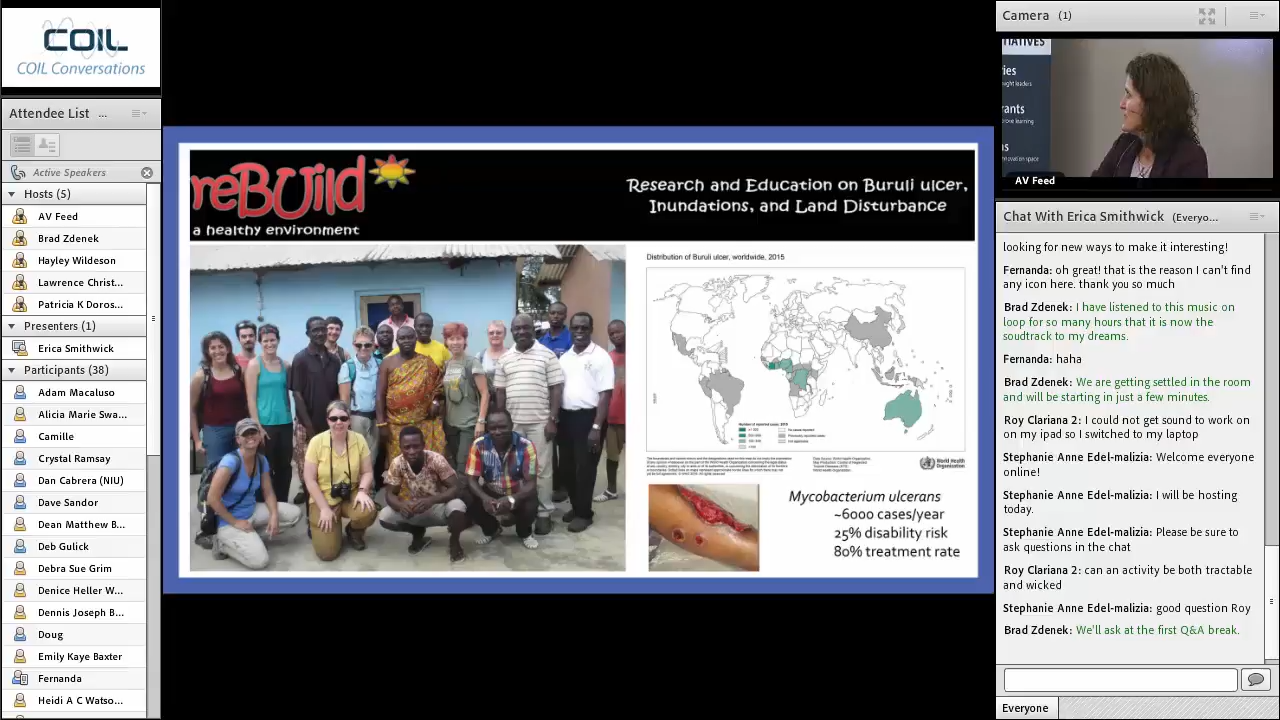 COIL
COIL Conversations
Attendee List ...
Active Speakers
Hosts (5)
AV Feed
Brad Zdenek
Hayley Wildeson
Lawrence Christ...
Patricia K Doros...
Presenters (1)
Erica Smithwick
Participants (38)
Adam Macaluso
Alicia Marie Swa...
Camille
Crystal Ramsay
Dan Cabrera (NIU)
Dave Sandor
Dean Matthew B...
Deb Gulick
Debra Sue Grim
Denice Heller W...
Dennis Joseph B...
Doug
Emily Kaye Baxter
Fernanda
Heidi A C Watso...
reBUild
a healthy environment
Research and Education on Buruli ulcer,
Inundations, and Land Disturbance
Distribution of Buruli ulcer, worldwide, 2015
World Health
Organization
Mycobacterium ulcerans
~6000 cases/year
25% disability risk
80% treatment rate
Camera (1)
AV Feed
Chat With Erica Smithwick (Everyo...
looking for new ways to make it interesting!
Fernanda: oh great, that is the reason I can't find
any icon here. thank you so much
Brad Zdenek: I have listened to this music on
loop for so many hours that it is now the
soudtrack to my dreams.
Fernanda: haha
Brad Zdenek: We are getting settled in the room
and will be starting in just a few minutes.
Roy Clariana 2: I could not get sound to work
Stephanie Anne Edel-malizia: Welcome everyone
online!
Stephanie Anne Edel-malizia: I will be hosting
today.
Stephanie Anne Edel-malizia: Please be sure to
ask questions in the chat
Roy Clariana 2: can an activity be both tractable
and wicked
Stephanie Anne Edel-malizia: good question Roy
Brad Zdenek: We'll ask at the first Q&A break.
Everyone